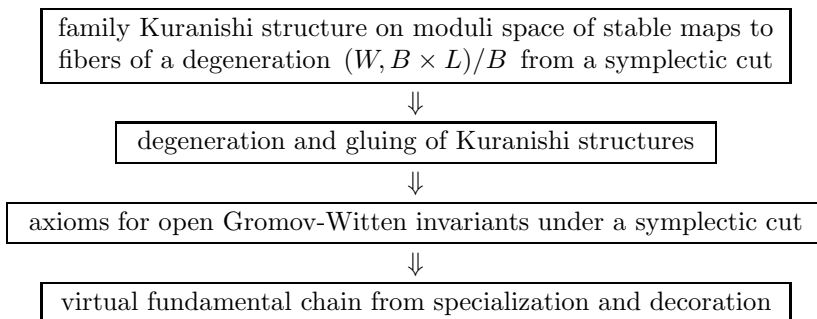 family Kuranishi structure on moduli space of stable maps to
fibers of a degeneration (W, B × L)/B from a symplectic cut
⇓
degeneration and gluing of Kuranishi structures
⇓
axioms for open Gromov-Witten invariants under a symplectic cut
⇓
virtual fundamental chain from specialization and decoration